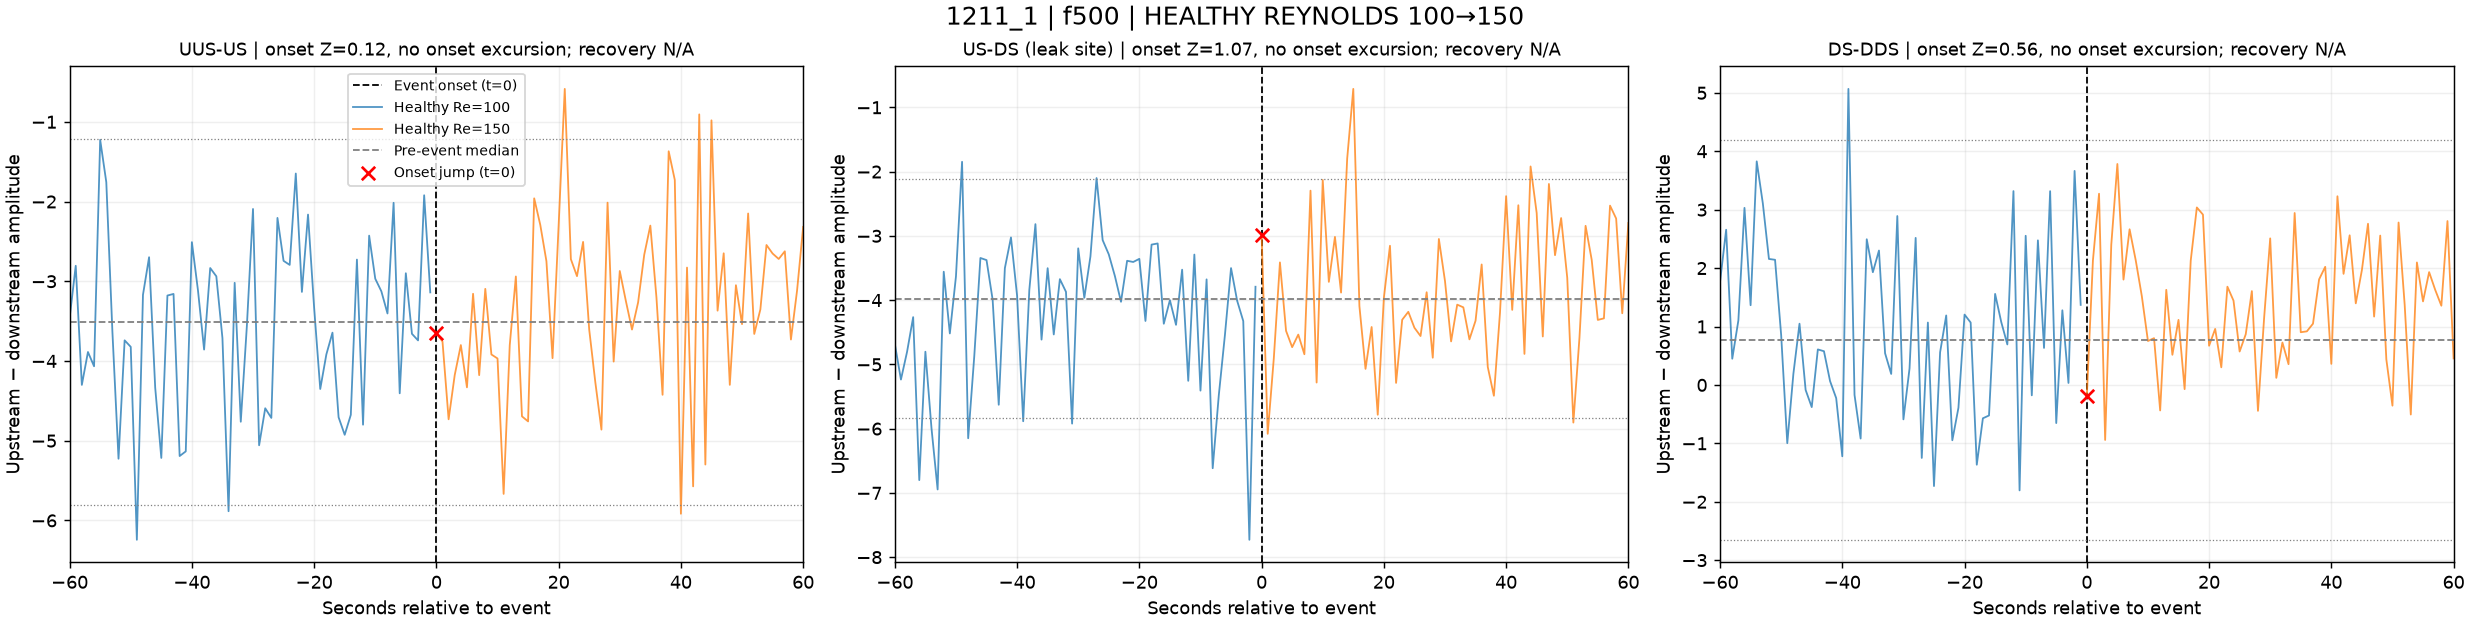 1211_1 | f500 | HEALTHY REYNOLDS 100→150
UUS-US | onset Z=0.12, no onset excursion; recovery N/A
Upstream − downstream amplitude
−1
−2
−3
−4
−5
−6
Event onset (t=0)
Healthy Re=100
Healthy Re=150
Pre-event median
Onset jump (t=0)
−60
−40
−20
0
20
40
60
Seconds relative to event
US-DS (leak site) | onset Z=1.07, no onset excursion; recovery N/A
Upstream − downstream amplitude
−1
−2
−3
−4
−5
−6
−7
−8
−60
−40
−20
0
20
40
60
Seconds relative to event
DS-DDS | onset Z=0.56, no onset excursion; recovery N/A
Upstream − downstream amplitude
5
4
3
2
1
0
−1
−2
−3
−60
−40
−20
0
20
40
60
Seconds relative to event